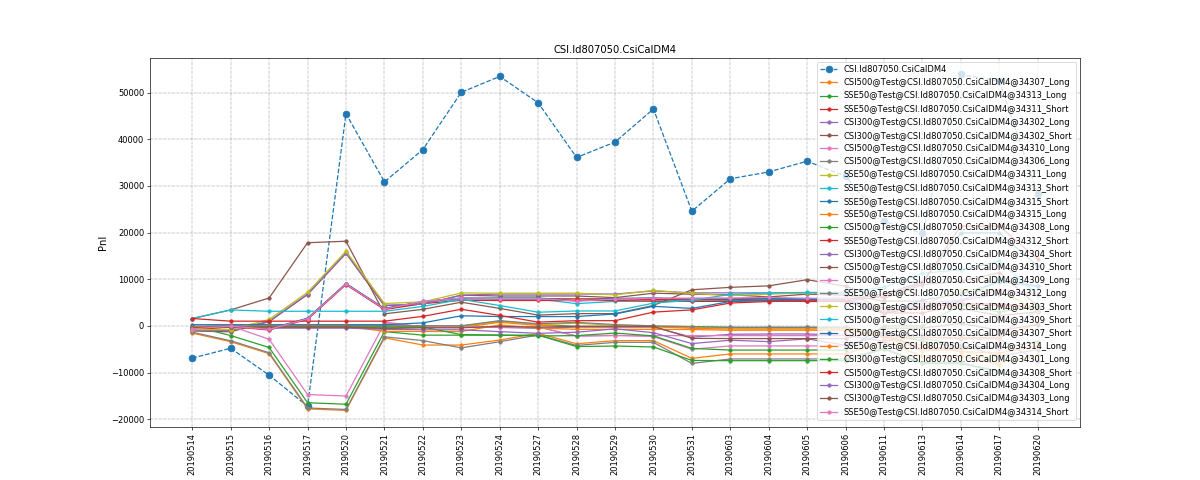 CSI.Id807050.CsiCalDM4
Pnl
50000
40000
30000
20000
10000
0
−10000
−20000
20190514
20190515
20190516
20190517
20190520
20190521
20190522
20190523
20190524
20190527
20190528
20190529
20190530
20190531
20190603
20190604
20190605
20190606
20190611
20190613
20190614
20190617
20190620
CSI.Id807050.CsiCalDM4
CSI500@Test@CSI.Id807050.CsiCalDM4@34307_Long
SSE50@Test@CSI.Id807050.CsiCalDM4@34313_Long
SSE50@Test@CSI.Id807050.CsiCalDM4@34311_Short
CSI300@Test@CSI.Id807050.CsiCalDM4@34302_Long
CSI300@Test@CSI.Id807050.CsiCalDM4@34302_Short
CSI500@Test@CSI.Id807050.CsiCalDM4@34310_Long
CSI500@Test@CSI.Id807050.CsiCalDM4@34306_Long
SSE50@Test@CSI.Id807050.CsiCalDM4@34311_Long
SSE50@Test@CSI.Id807050.CsiCalDM4@34313_Short
SSE50@Test@CSI.Id807050.CsiCalDM4@34315_Short
SSE50@Test@CSI.Id807050.CsiCalDM4@34315_Long
CSI500@Test@CSI.Id807050.CsiCalDM4@34308_Long
SSE50@Test@CSI.Id807050.CsiCalDM4@34312_Short
CSI300@Test@CSI.Id807050.CsiCalDM4@34304_Short
CSI500@Test@CSI.Id807050.CsiCalDM4@34310_Short
CSI500@Test@CSI.Id807050.CsiCalDM4@34309_Long
SSE50@Test@CSI.Id807050.CsiCalDM4@34312_Long
CSI300@Test@CSI.Id807050.CsiCalDM4@34303_Short
CSI500@Test@CSI.Id807050.CsiCalDM4@34309_Short
CSI500@Test@CSI.Id807050.CsiCalDM4@34307_Short
SSE50@Test@CSI.Id807050.CsiCalDM4@34314_Long
CSI300@Test@CSI.Id807050.CsiCalDM4@34301_Long
CSI500@Test@CSI.Id807050.CsiCalDM4@34308_Short
CSI300@Test@CSI.Id807050.CsiCalDM4@34304_Long
CSI300@Test@CSI.Id807050.CsiCalDM4@34303_Long
SSE50@Test@CSI.Id807050.CsiCalDM4@34314_Short